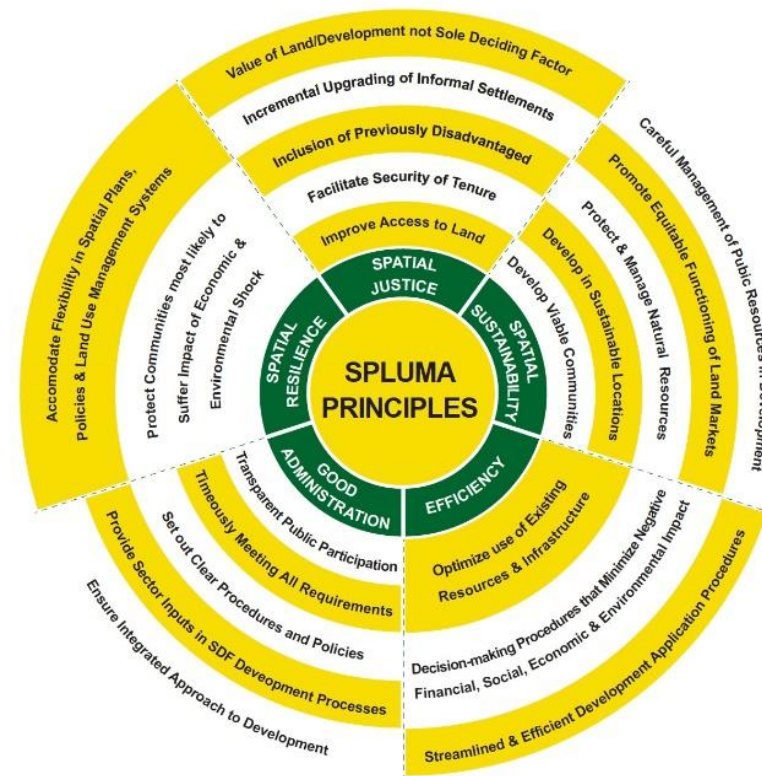 SPLUMA
PRINCIPLES
SPATIAL
JUSTICE
Improve Access to Land
Facilitate Security of Tenure
Inclusion of Previously Disadvantaged
Incremental Upgrading of Informal Settlements
Value of Land/Development not Sole Deciding Factor
SPATIAL
SUSTAINABILITY
Develop Viable Communities
Develop in Sustainable Locations
Protect & Manage Natural Resources
Promote Equitable Functioning of Land Markets
Careful Management of Pubic Resources in Development
EFFICIENCY
Optimize use of Existing
Resources & Infrastructure
Decision-making Procedures that Minimize Negative
Financial, Social, Economic & Environmental Impact
Streamlined & Efficient Development Application Procedures
GOOD
ADMINISTRATION
Transparent Public Participation
Timeously Meeting All Requirements
Set out Clear Procedures and Policies
Provide Sector Inputs in SDF Deveopment Processes
Ensure Integrated Approach to Development
SPATIAL
RESILIENCE
Protect Communities most likely to
Suffer Impact of Economic &
Environmental Shock
Accomodate Flexibility in Spatial Plans,
Policies & Land Use Management Systems